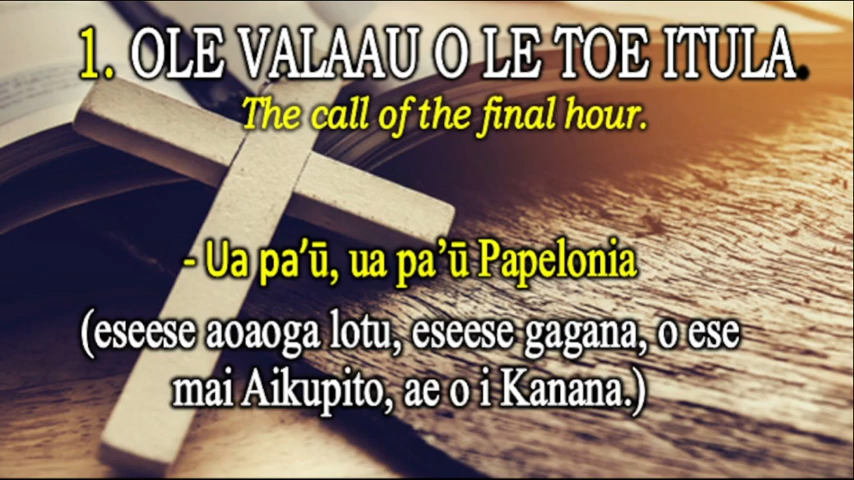 1. OLE VALAAU O LE TOE ITULA.
The call of the final hour.
- Ua pa’ū, ua pa’ū Papelonia
(eseese aoaoga lotu, eseese gagana, o ese
mai Aikupito, ae o i Kanana.)